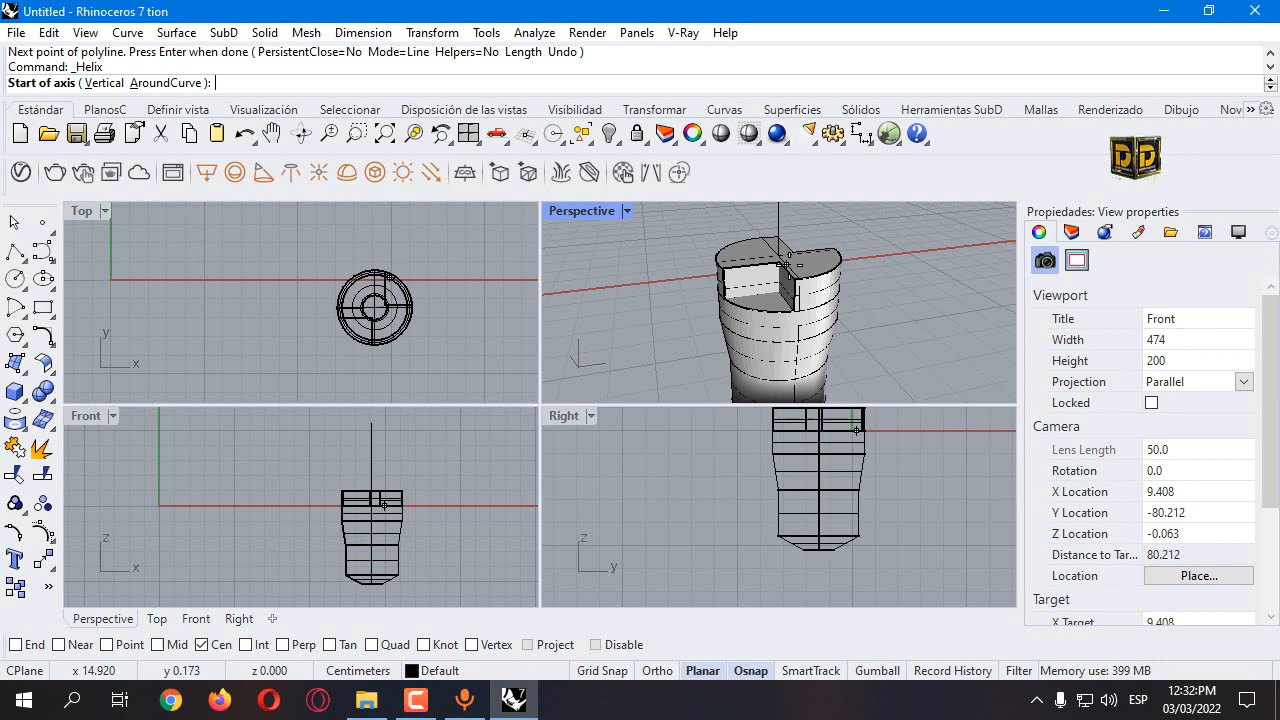 Untitled - Rhinoceros 7 tion
File Edit View Curve Surface SubD Solid Mesh Dimension Transform Tools Analyze Render Panels V-Ray Help
Next point of polyline. Press Enter when done ( PersistentClose=No Mode=Line Helpers=No Length Undo )
Command: _Helix
Start of axis ( Vertical AroundCurve ):
Estándar PlanosC Definir vista Visualización Seleccionar Disposición de las vistas Visibilidad Transformar Curvas Superficies Sólidos Herramientas SubD Mallas Renderizado Dibujo Nov »
Top
Perspective
Propiedades: View properties
Viewport
Title Front
Width 474
Height 200
Projection Parallel
Locked
Camera
Lens Length 50.0
Rotation 0.0
X Location 9.408
Y Location -80.212
Z Location -0.063
Distance to Tar... 80.212
Location Place...
Target
X Target 9.408
y
x
Front
Right
z
x
z
y
Perspective Top Front Right
End Near Point Mid Cen Int Perp Tan Quad Knot Vertex Project Disable
CPlane x 14.920 y 0.173 z 0.000 Centimeters Default Grid Snap Ortho Planar Osnap SmartTrack Gumball Record History Filter Memory use: 399 MB
ESP
12:32:PM
03/03/2022